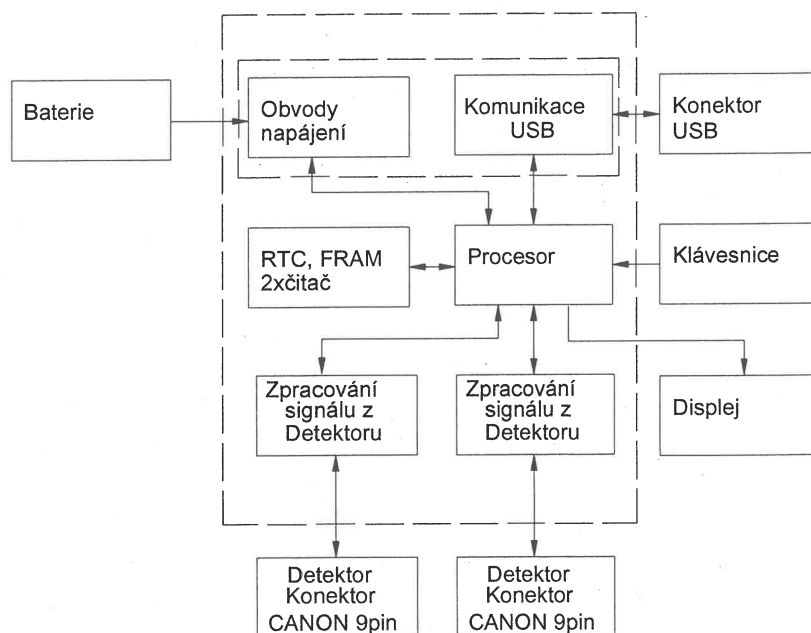 Baterie
Obvody
napájení
Komunikace
USB
Konektor
USB
RTC, FRAM
2xčitač
Procesor
Klávesnice
Zpracování
signálu z
Detektoru
Zpracování
signálu z
Detektoru
Displej
Detektor
Konektor
CANON 9pin
Detektor
Konektor
CANON 9pin